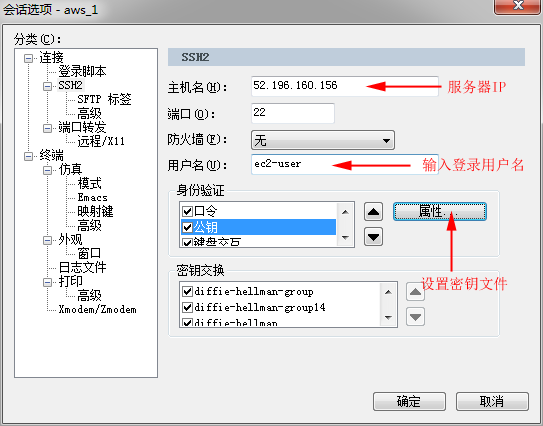 会话选项 - aws_1
分类(C):
连接
登录脚本
SSH2
SFTP 标签
高级
端口转发
远程/X11
终端
仿真
模式
Emacs
映射键
高级
外观
窗口
日志文件
打印
高级
Xmodem/Zmodem
SSH2
主机名(H): 52.196.160.156 服务器IP
端口(O): 22
防火墙(F): 无
用户名(U): ec2-user 输入登录用户名
身份验证
口令
公钥
键盘交互
属性...
设置密钥文件
密钥交换
diffie-hellman-group
diffie-hellman-group14
diffie-hellman
确定 取消